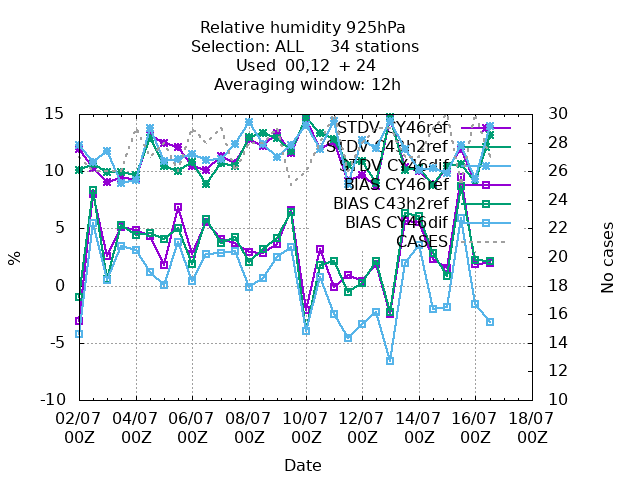 Relative humidity 925hPa
Selection: ALL 34 stations
Used 00,12 + 24
Averaging window: 12h
15 30
STDV CY46ref
28
STDV C43h2ref
10 26
STDV CY46dif
24
BIAS CY46ref
BIAS C43h2ref
5 22
BIAS CY46dif
CASES
% No cases
20
0 18
16
-5 14
12
-10 10
02/07 04/07 06/07 08/07 10/07 12/07 14/07 16/07 18/07
00Z 00Z 00Z 00Z 00Z 00Z 00Z 00Z 00Z
Date